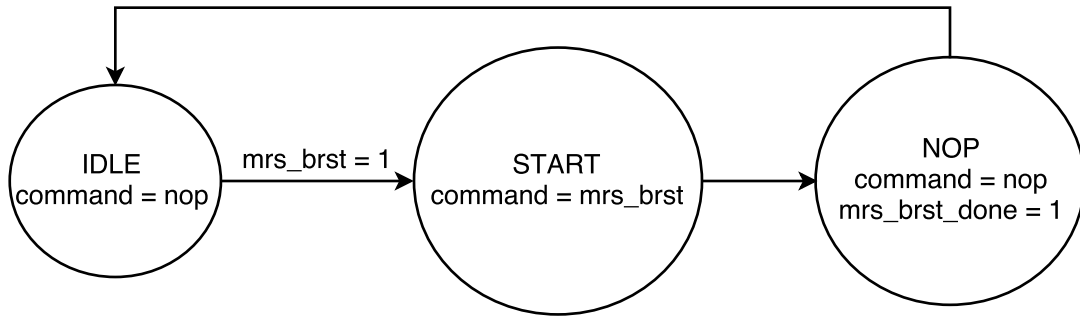 IDLE
command = nop
mrs_brst = 1
START
command = mrs_brst
NOP
command = nop
mrs_brst_done = 1